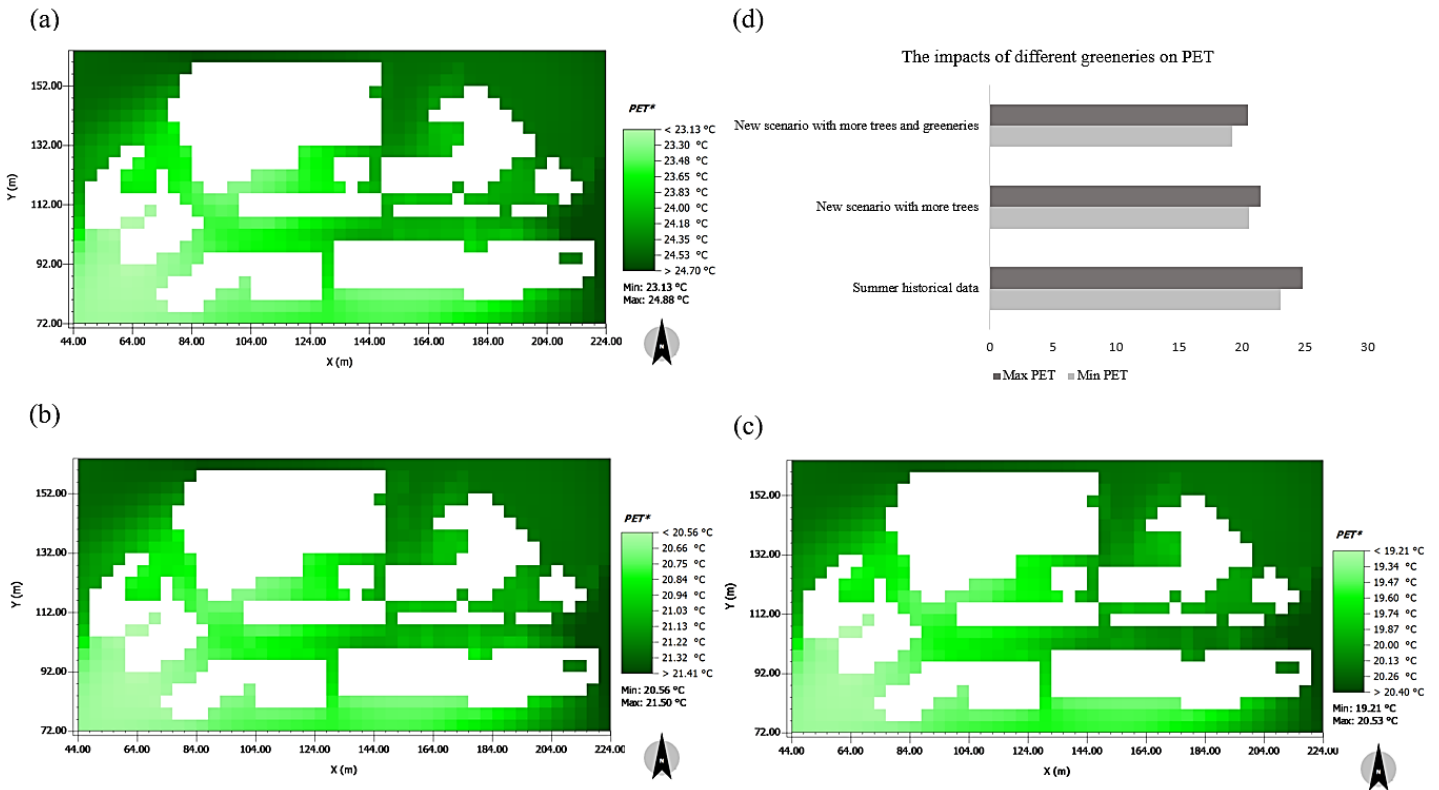 (a)
152.00
132.00
112.00
92.00
72.00
Y (m)
44.00 64.00 84.00 104.00 124.00 144.00 164.00 184.00 204.00 224.00
X (m)
PET*
< 23.13 °C
23.30 °C
23.48 °C
23.65 °C
23.83 °C
24.00 °C
24.18 °C
24.35 °C
24.53 °C
> 24.70 °C
Min: 23.13 °C
Max: 24.88 °C
N
(d)
The impacts of different greeneries on PET
New scenario with more trees and greeneries
New scenario with more trees
Summer historical data
0 5 10 15 20 25 30
Max PET Min PET
(b)
152.00
132.00
112.00
92.00
72.00
Y (m)
44.00 64.00 84.00 104.00 124.00 144.00 164.00 184.00 204.00 224.00
X (m)
PET*
< 20.56 °C
20.66 °C
20.75 °C
20.84 °C
20.94 °C
21.03 °C
21.13 °C
21.22 °C
21.32 °C
> 21.41 °C
Min: 20.56 °C
Max: 21.50 °C
N
(c)
152.00
132.00
112.00
92.00
72.00
Y (m)
44.00 64.00 84.00 104.00 124.00 144.00 164.00 184.00 204.00 224.00
X (m)
PET*
< 19.21 °C
19.34 °C
19.47 °C
19.60 °C
19.74 °C
19.87 °C
20.00 °C
20.13 °C
20.26 °C
> 20.40 °C
Min: 19.21 °C
Max: 20.53 °C
N